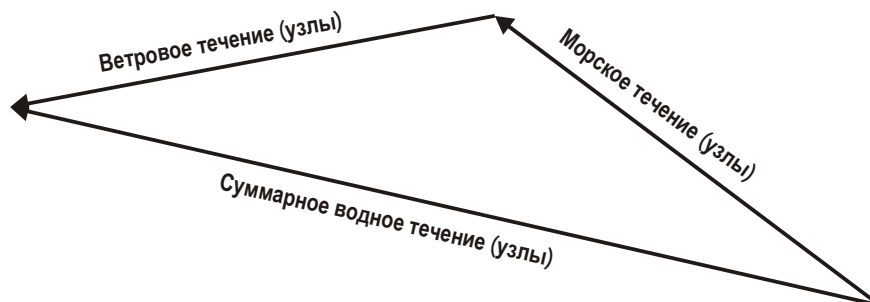 Ветровое течение (узлы)
Морское течение (узлы)
Суммарное водное течение (узлы)